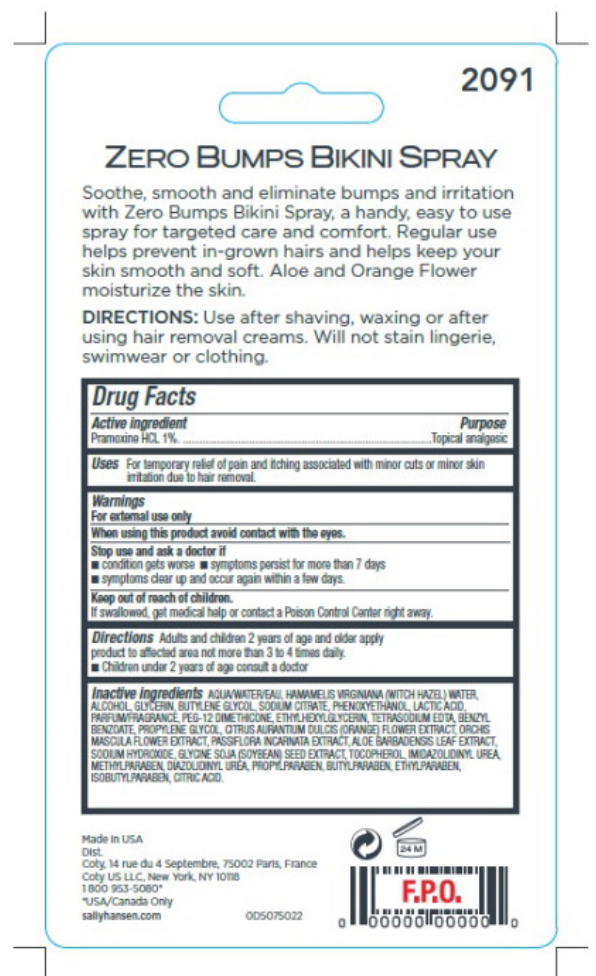 2091
ZERO BUMPS BIKINI SPRAY
Soothe, smooth and eliminate bumps and irritation
with Zero Bumps Bikini Spray, a handy, easy to use
spray for targeted care and comfort. Regular use
helps prevent in-grown hairs and helps keep your
skin smooth and soft. Aloe and Orange Flower
moisturize the skin.
DIRECTIONS: Use after shaving, waxing or after
using hair removal creams. Will not stain lingerie,
swimwear or clothing.
Drug Facts
Active ingredient Purpose
Pramoxine HCL 1%. ........ Topical analgesic
Uses For temporary relief of pain and itching associated with minor cuts or minor skin
irritation due to hair removal.
Warnings
For external use only
When using this product avoid contact with the eyes.
Stop use and ask a doctor if
■ condition gets worse ■ symptoms persist for more than 7 days
■ symptoms clear up and occur again within a few days.
Keep out of reach of children.
If swallowed, get medical help or contact a Poison Control Center right away.
Directions Adults and children 2 years of age and older apply
product to affected area not more than 3 to 4 times daily.
■ Children under 2 years of age consult a doctor
Inactive ingredients AQUA/WATER/EAU, HAMAMELIS VIRGINIANA (WITCH HAZEL) WATER,
ALCOHOL, GLYCERIN, BUTYLENE GLYCOL, SODIUM CITRATE, PHENOXYETHANOL, LACTIC ACID,
PARFUM/FRAGRANCE, PEG-12 DIMETHICONE, ETHYLHEXYLGLYCERIN, TETRASODIUM EDTA, BENZYL
BENZOATE, PROPYLENE GLYCOL, CITRUS AURANTIUM DULCIS (ORANGE) FLOWER EXTRACT, ORCHIS
MASCULA FLOWER EXTRACT, PASSIFLORA INCARNATA EXTRACT, ALOE BARBADENSIS LEAF EXTRACT,
SODIUM HYDROXIDE, GLYCINE SOJA (SOYBEAN) SEED EXTRACT, TOCOPHEROL, IMIDAZOLIDINYL UREA,
METHYLPARABEN, DIAZOLIDINYL UREA, PROPYLPARABEN, BUTYLPARABEN, ETHYLPARABEN,
ISOBUTYLPARABEN, CITRIC ACID.
Made in USA
Dist.
Coty, 14 rue du 4 Septembre, 75002 Paris, France
Coty US LLC, New York, NY 10118
1 800 953-5080*
*USA/Canada Only
sallyhansen.com 0DS075022
24 M
F.P.O.
0 00000 00000 0